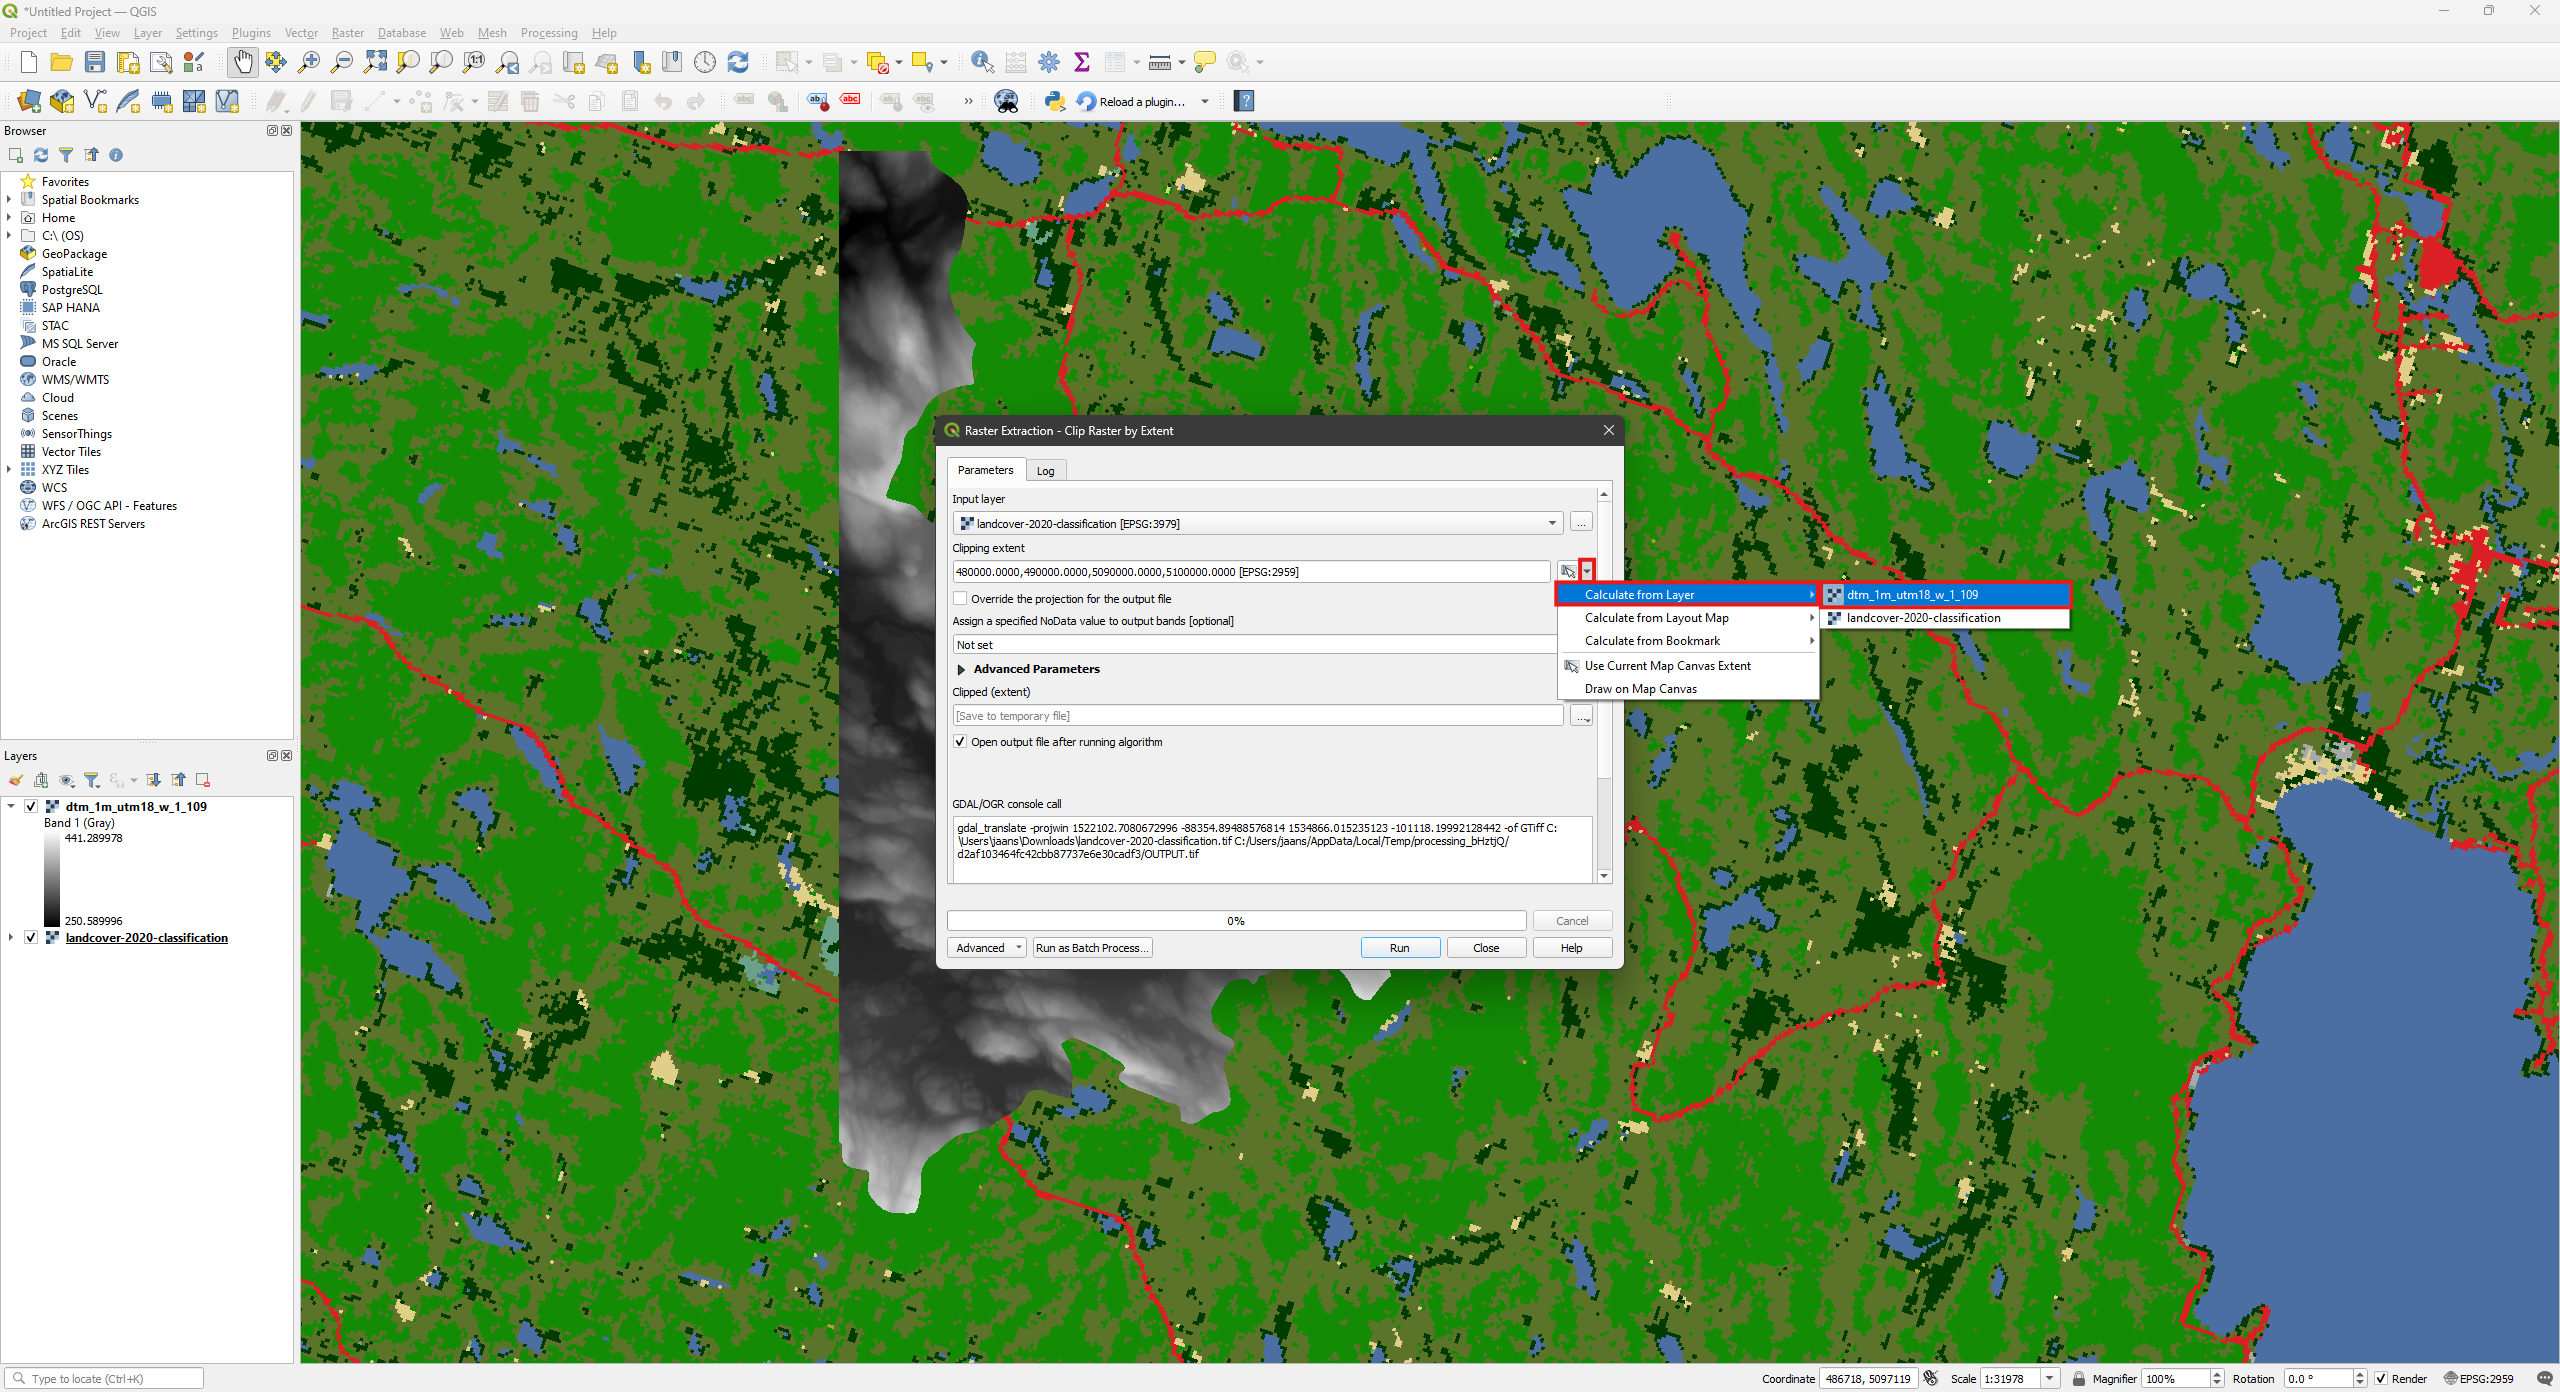 *Untitled Project — QGIS
Project Edit View Layer Settings Plugins Vector Raster Database Web Mesh Processing Help
Reload a plugin...
Browser
Favorites
Spatial Bookmarks
Home
C:\ (OS)
GeoPackage
SpatiaLite
PostgreSQL
SAP HANA
STAC
MS SQL Server
Oracle
WMS/WMTS
Cloud
Scenes
SensorThings
Vector Tiles
XYZ Tiles
WCS
WFS / OGC API - Features
ArcGIS REST Servers
Layers
dtm_1m_utm18_w_1_109
Band 1 (Gray)
441.289978
250.589996
landcover-2020-classification
Raster Extraction - Clip Raster by Extent
Parameters Log
Input layer
landcover-2020-classification [EPSG:3979]
Clipping extent
480000.0000,490000.0000,5090000.0000,5100000.0000 [EPSG:2959]
Override the projection for the output file
Assign a specified NoData value to output bands [optional]
Not set
Advanced Parameters
Clipped (extent)
[Save to temporary file]
Open output file after running algorithm
GDAL/OGR console call
gdal_translate -projwin 1522102.7080672996 -88354.89488576814 1534866.015235123 -101118.19992128442 -of GTiff C:
\Users\jaans\Downloads\landcover-2020-classification.tif C:/Users/jaans/AppData/Local/Temp/processing_bHztjQ/
d2af103464fc42cbb87737e6e30cadf3/OUTPUT.tif
0%
Cancel
Advanced Run as Batch Process... Run Close Help
Calculate from Layer
Calculate from Layout Map
Calculate from Bookmark
Use Current Map Canvas Extent
Draw on Map Canvas
dtm_1m_utm18_w_1_109
landcover-2020-classification
Type to locate (Ctrl+K)
Coordinate 486718, 5097119 Scale 1:31978 Magnifier 100% Rotation 0.0 ° Render EPSG:2959